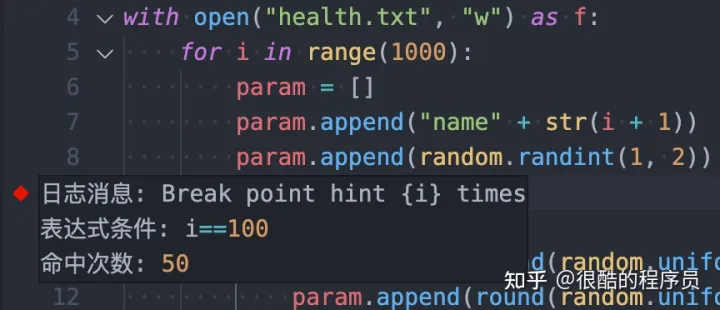 4 with open("health.txt", "w") as f:
5 for i in range(1000):
6 param = []
7 param.append("name" + str(i + 1))
8 param.append(random.randint(1, 2))
日志消息: Break point hint {i} times
表达式条件: i==100
命中次数: 50
nd(random.unifo
知乎 @很酷的程序员
12 param.append(round(random.unifo